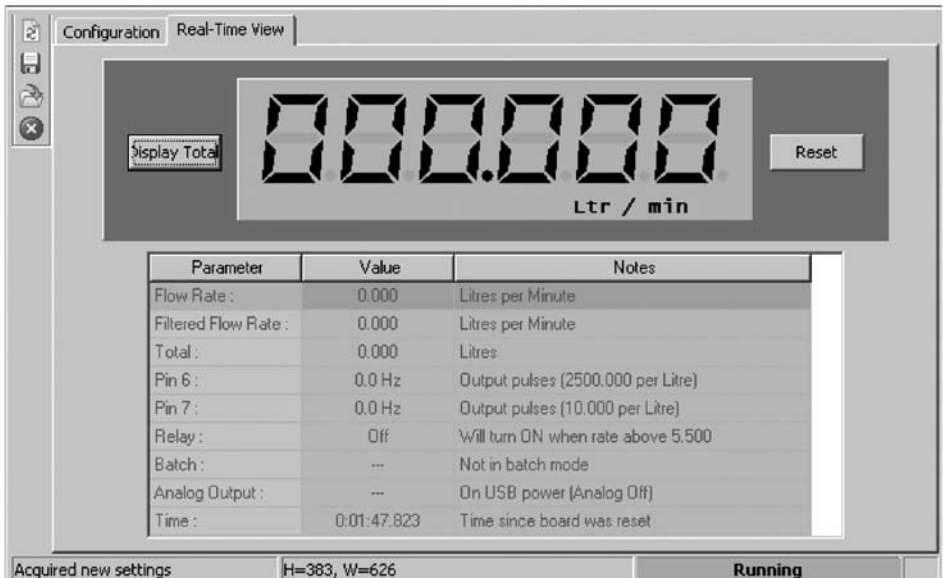 Configuration Real-Time View
Display Total
000.000
Reset
Ltr / min
Parameter Value Notes
Flow Rate : 0.000 Litres per Minute
Filtered Flow Rate : 0.000 Litres per Minute
Total : 0.000 Litres
Pin 6 : 0.0 Hz Output pulses (2500.000 per Litre)
Pin 7 : 0.0 Hz Output pulses (10.000 per Litre)
Relay : Off Will turn ON when rate above 5.500
Batch : --- Not in batch mode
Analog Output : --- On USB power (Analog Off)
Time : 0:01:47.823 Time since board was reset
Acquired new settings H=383, W=626 Running